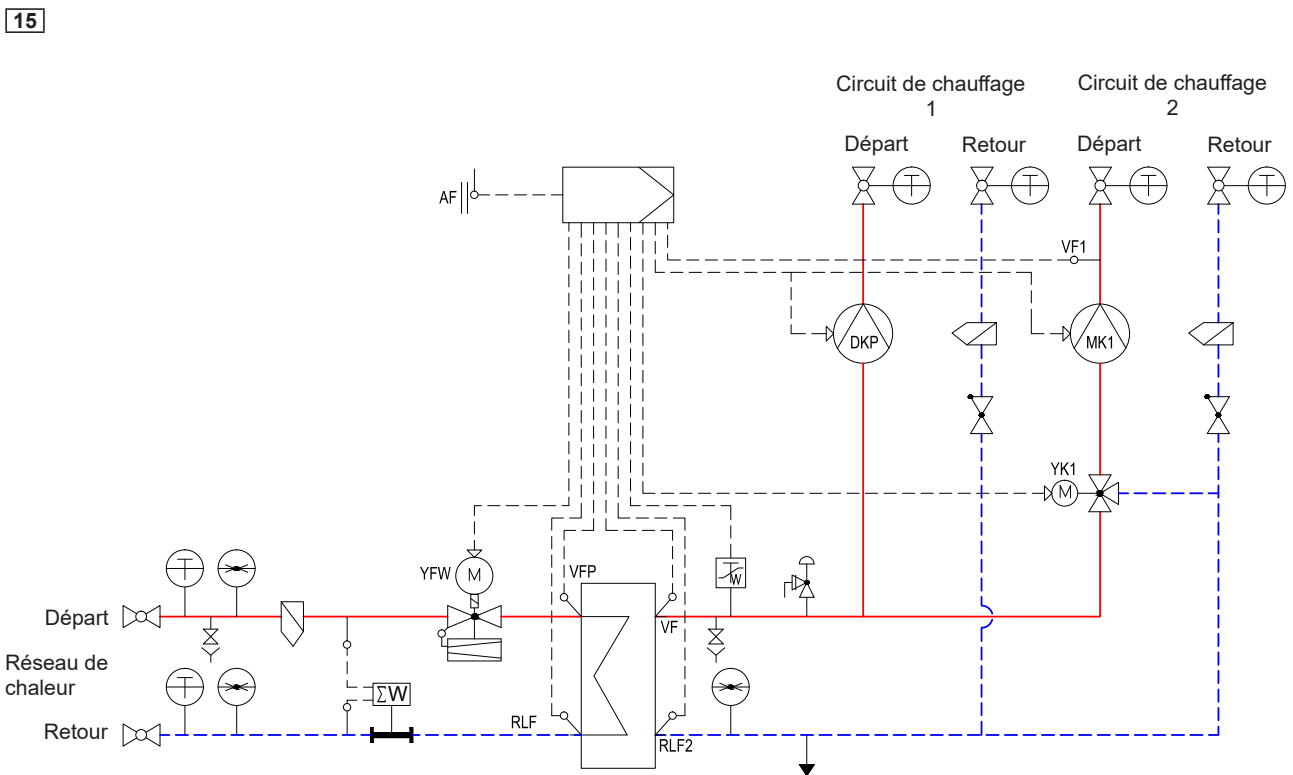 15
Circuit de chauffage
1
Circuit de chauffage
2
Départ
Retour
Départ
Retour
T
T
T
T
AF
VF1
DKP
MK1
YK1
M
YFW
M
VFP
W
T
Départ
VF
Réseau de
chaleur
T
ΣW
Retour
RLF
RLF2